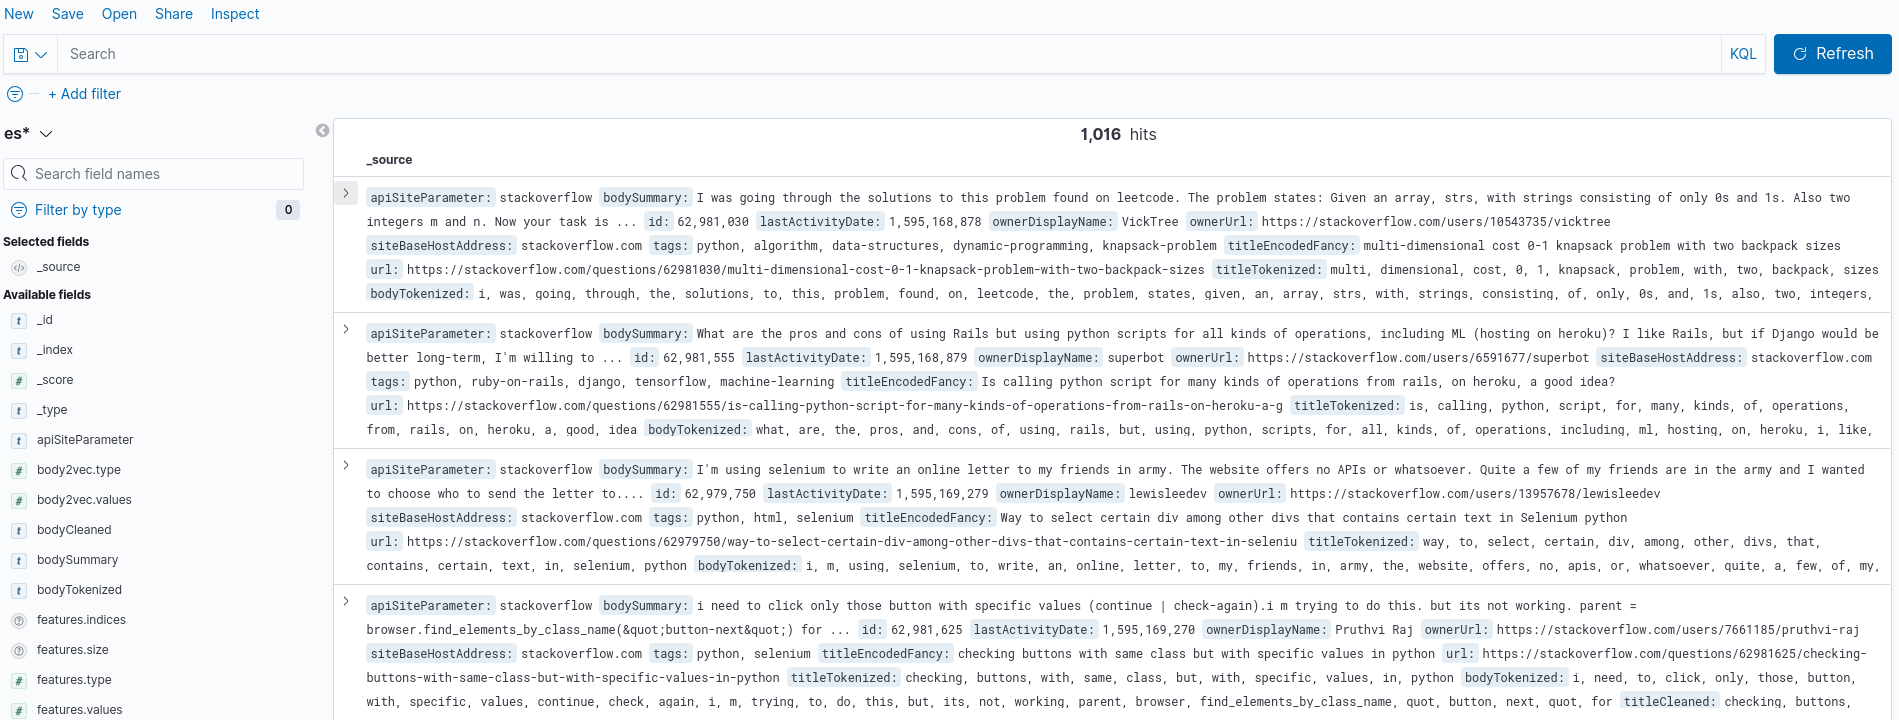 New Save Open Share Inspect
Search KQL Refresh
+ Add filter
es*
Search field names
Filter by type 0
Selected fields
_source
Available fields
t _id
t _index
# _score
t _type
t apiSiteParameter
# body2vec.type
# body2vec.values
t bodyCleaned
t bodySummary
t bodyTokenized
features.indices
features.size
# features.type
# features.values
1,016 hits
_source
apiSiteParameter: stackoverflow bodySummary: I was going through the solutions to this problem found on leetcode. The problem states: Given an array, strs, with strings consisting of only 0s and 1s. Also two
integers m and n. Now your task is ... id: 62,981,030 lastActivityDate: 1,595,168,878 ownerDisplayName: VickTree ownerUrl: https://stackoverflow.com/users/10543735/vicktree
siteBaseHostAddress: stackoverflow.com tags: python, algorithm, data-structures, dynamic-programming, knapsack-problem titleEncodedFancy: multi-dimensional cost 0-1 knapsack problem with two backpack sizes
url: https://stackoverflow.com/questions/62981030/multi-dimensional-cost-0-1-knapsack-problem-with-two-backpack-sizes titleTokenized: multi, dimensional, cost, 0, 1, knapsack, problem, with, two, backpack, sizes
bodyTokenized: i, was, going, through, the, solutions, to, this, problem, found, on, leetcode, the, problem, states, given, an, array, strs, with, strings, consisting, of, only, 0s, and, 1s, also, two, integers,
apiSiteParameter: stackoverflow bodySummary: What are the pros and cons of using Rails but using python scripts for all kinds of operations, including ML (hosting on heroku)? I like Rails, but if Django would be
better long-term, I'm willing to ... id: 62,981,555 lastActivityDate: 1,595,168,879 ownerDisplayName: superbot ownerUrl: https://stackoverflow.com/users/6591677/superbot siteBaseHostAddress: stackoverflow.com
tags: python, ruby-on-rails, django, tensorflow, machine-learning titleEncodedFancy: Is calling python script for many kinds of operations from rails, on heroku, a good idea?
url: https://stackoverflow.com/questions/62981555/is-calling-python-script-for-many-kinds-of-operations-from-rails-on-heroku-a-g titleTokenized: is, calling, python, script, for, many, kinds, of, operations,
from, rails, on, heroku, a, good, idea bodyTokenized: what, are, the, pros, and, cons, of, using, rails, but, using, python, scripts, for, all, kinds, of, operations, including, ml, hosting, on, heroku, i, like,
apiSiteParameter: stackoverflow bodySummary: I'm using selenium to write an online letter to my friends in army. The website offers no APIs or whatsoever. Quite a few of my friends are in the army and I wanted
to choose who to send the letter to.... id: 62,979,750 lastActivityDate: 1,595,169,279 ownerDisplayName: lewisleedev ownerUrl: https://stackoverflow.com/users/13957678/lewisleedev
siteBaseHostAddress: stackoverflow.com tags: python, html, selenium titleEncodedFancy: Way to select certain div among other divs that contains certain text in Selenium python
url: https://stackoverflow.com/questions/62979750/way-to-select-certain-div-among-other-divs-that-contains-certain-text-in-seleniu titleTokenized: way, to, select, certain, div, among, other, divs, that,
contains, certain, text, in, selenium, python bodyTokenized: i, m, using, selenium, to, write, an, online, letter, to, my, friends, in, army, the, website, offers, no, apis, or, whatsoever, quite, a, few, of, my,
apiSiteParameter: stackoverflow bodySummary: i need to click only those button with specific values (continue | check-again).i m trying to do this. but its not working. parent =
browser.find_elements_by_class_name(&quot;button-next&quot;) for ... id: 62,981,625 lastActivityDate: 1,595,169,270 ownerDisplayName: Pruthvi Raj ownerUrl: https://stackoverflow.com/users/7661185/pruthvi-raj
siteBaseHostAddress: stackoverflow.com tags: python, selenium titleEncodedFancy: checking buttons with same class but with specific values in python url: https://stackoverflow.com/questions/62981625/checking-
buttons-with-same-class-but-with-specific-values-in-python titleTokenized: checking, buttons, with, same, class, but, with, specific, values, in, python bodyTokenized: i, need, to, click, only, those, button,
with, specific, values, continue, check, again, i, m, trying, to, do, this, but, its, not, working, parent, browser, find_elements_by_class_name, quot, button, next, quot, for titleCleaned: checking, buttons,